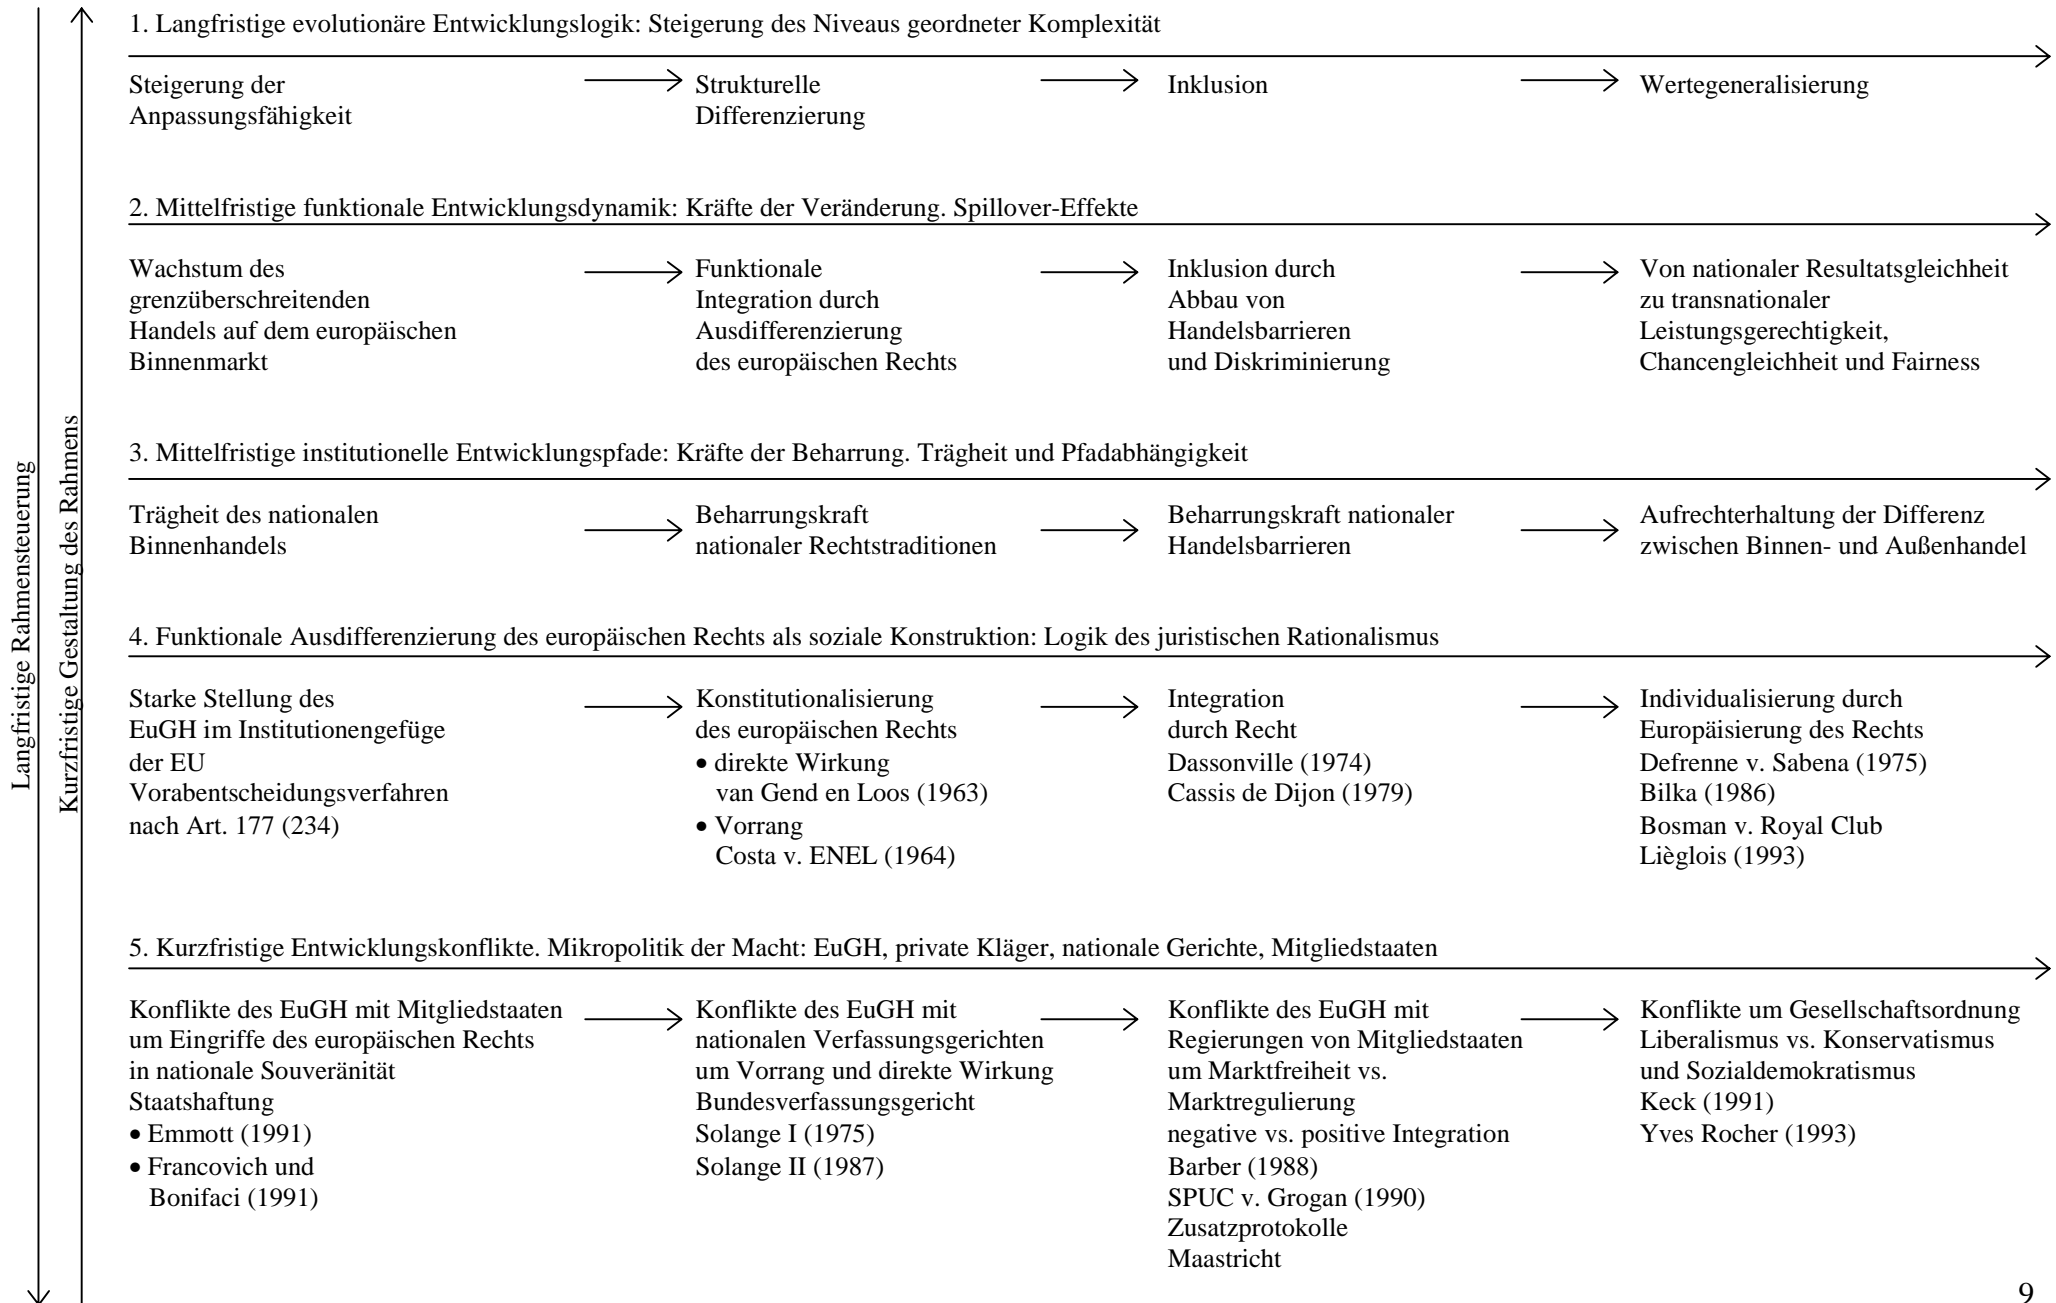 1. Langfristige evolutionäre Entwicklungslogik: Steigerung des Niveaus geordneter Komplexität
Steigerung der
Anpassungsfähigkeit
Strukturelle
Differenzierung
Inklusion
Wertegeneralisierung
2. Mittelfristige funktionale Entwicklungsdynamik: Kräfte der Veränderung. Spillover-Effekte
Wachstum des
grenzüberschreitenden
Handels auf dem europäischen
Binnenmarkt
Funktionale
Integration durch
Ausdifferenzierung
des europäischen Rechts
Inklusion durch
Abbau von
Handelsbarrieren
und Diskriminierung
Von nationaler Resultatsgleichheit
zu transnationaler
Leistungsgerechtigkeit,
Chancengleichheit und Fairness
3. Mittelfristige institutionelle Entwicklungspfade: Kräfte der Beharrung. Trägheit und Pfadabhängigkeit
Trägheit des nationalen
Binnenhandels
Beharrungskraft
nationaler Rechtstraditionen
Beharrungskraft nationaler
Handelsbarrieren
Aufrechterhaltung der Differenz
zwischen Binnen- und Außenhandel
4. Funktionale Ausdifferenzierung des europäischen Rechts als soziale Konstruktion: Logik des juristischen Rationalismus
Starke Stellung des
EuGH im Institutionengefüge
der EU
Vorabentscheidungsverfahren
nach Art. 177 (234)
Konstitutionalisierung
des europäischen Rechts
• direkte Wirkung
van Gend en Loos (1963)
• Vorrang
Costa v. ENEL (1964)
Integration
durch Recht
Dassonville (1974)
Cassis de Dijon (1979)
Individualisierung durch
Europäisierung des Rechts
Defrenne v. Sabena (1975)
Bilka (1986)
Bosman v. Royal Club
Lièglois (1993)
5. Kurzfristige Entwicklungskonflikte. Mikropolitik der Macht: EuGH, private Kläger, nationale Gerichte, Mitgliedstaaten
Konflikte des EuGH mit Mitgliedstaaten
um Eingriffe des europäischen Rechts
in nationale Souveränität
Staatshaftung
• Emmott (1991)
• Francovich und
Bonifaci (1991)
Konflikte des EuGH mit
nationalen Verfassungsgerichten
um Vorrang und direkte Wirkung
Bundesverfassungsgericht
Solange I (1975)
Solange II (1987)
Konflikte des EuGH mit
Regierungen von Mitgliedstaaten
um Marktfreiheit vs.
Marktregulierung
negative vs. positive Integration
Barber (1988)
SPUC v. Grogan (1990)
Zusatzprotokolle
Maastricht
Konflikte um Gesellschaftsordnung
Liberalismus vs. Konservatismus
und Sozialdemokratismus
Keck (1991)
Yves Rocher (1993)
Langfristige Rahmensteuerung
Kurzfristige Gestaltung des Rahmens
9